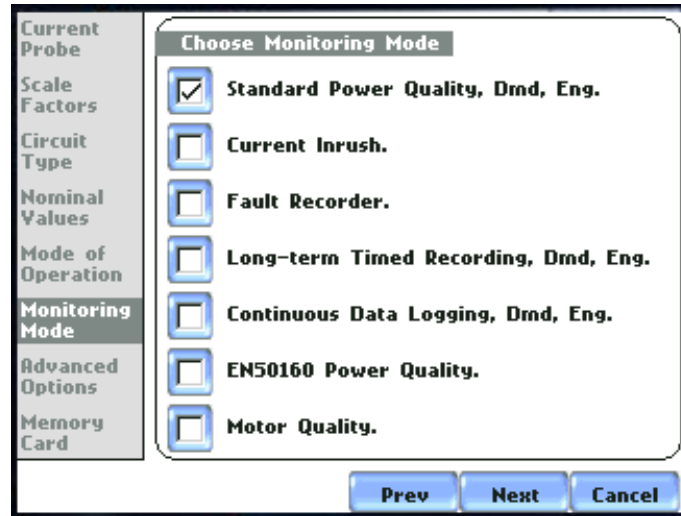 Current
Probe
Scale
Factors
Circuit
Type
Nominal
Values
Mode of
Operation
Monitoring
Mode
Advanced
Options
Memory
Card
Choose Monitoring Mode
Standard Power Quality, Dmd, Eng.
Current Inrush.
Fault Recorder.
Long-term Timed Recording, Dmd, Eng.
Continuous Data Logging, Dmd, Eng.
EN50160 Power Quality.
Motor Quality.
Prev Next Cancel